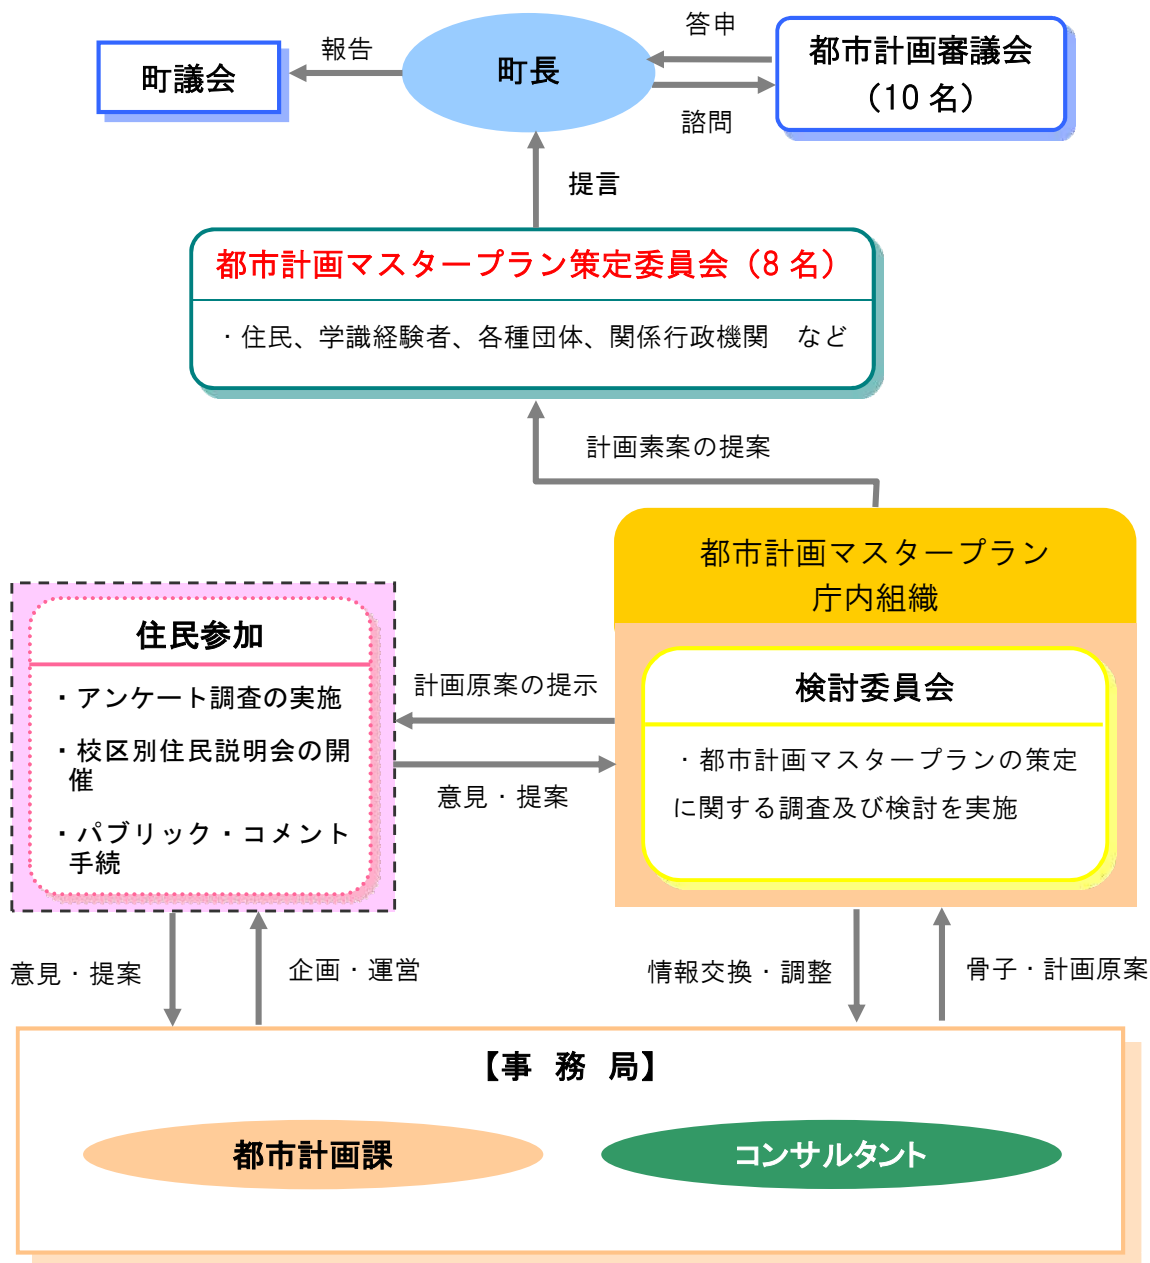 町議会
報告
町長
答申
諮問
都市計画審議会
（10 名）
提言
都市計画マスタープラン策定委員会（8 名）
・住民、学識経験者、各種団体、関係行政機関　など
計画素案の提案
都市計画マスタープラン
庁内組織
検討委員会
・都市計画マスタープランの策定
に関する調査及び検討を実施
住民参加
・アンケート調査の実施
・校区別住民説明会の開
催
・パブリック・コメント
手続
計画原案の提示
意見・提案
意見・提案
企画・運営
情報交換・調整
骨子・計画原案
【事　務　局】
都市計画課
コンサルタント